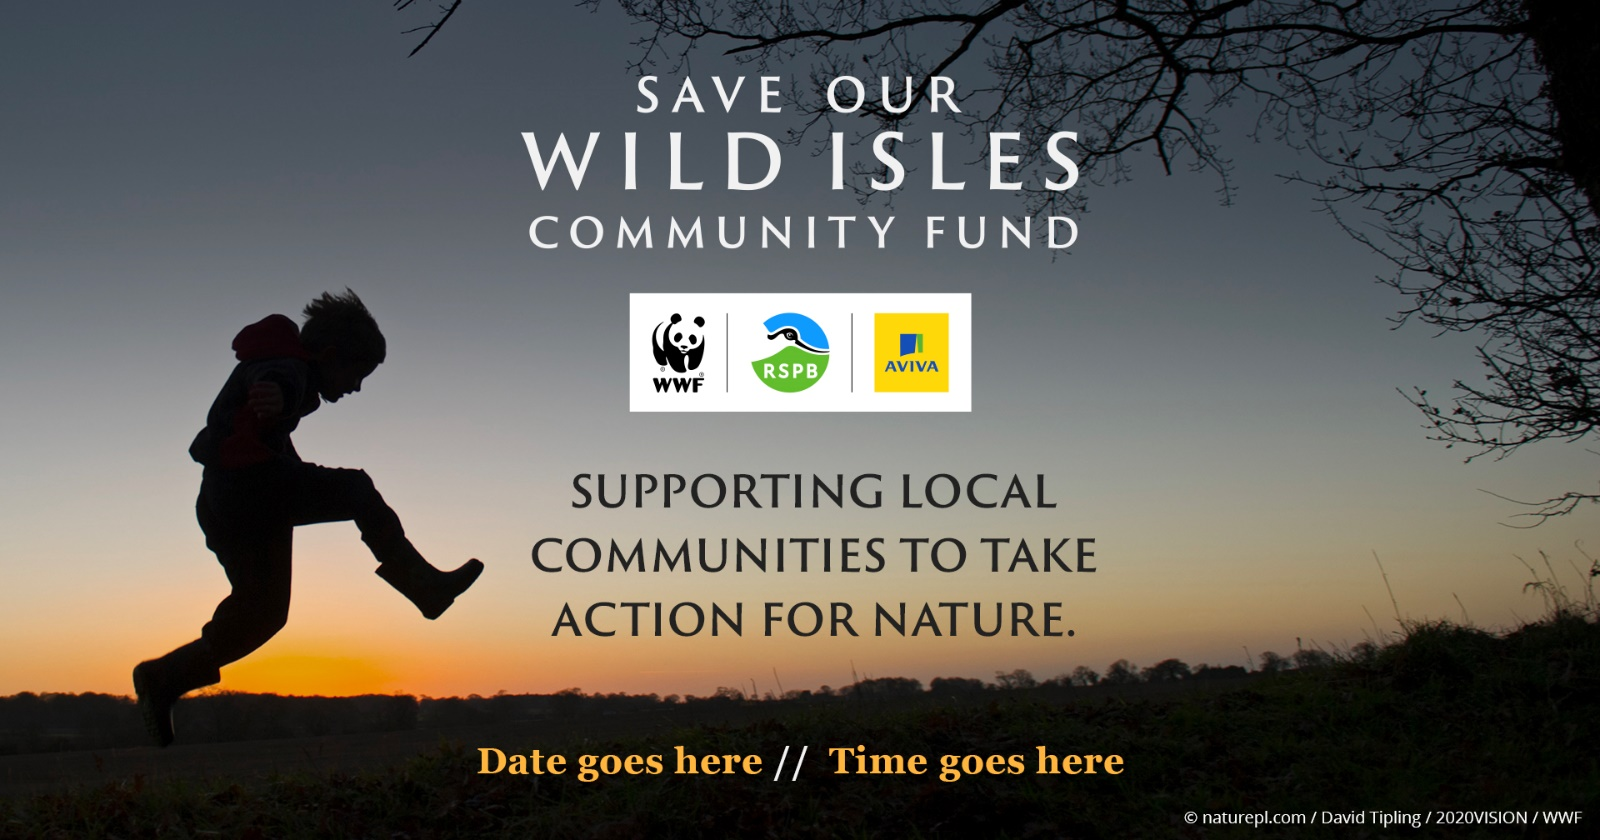 SAVE OUR
WILD ISLES
COMMUNITY FUND
WWF
RSPB
AVIVA
SUPPORTING LOCAL
COMMUNITIES TO TAKE
ACTION FOR NATURE.
Date goes here // Time goes here
© naturepl.com / David Tipling / 2020VISION / WWF